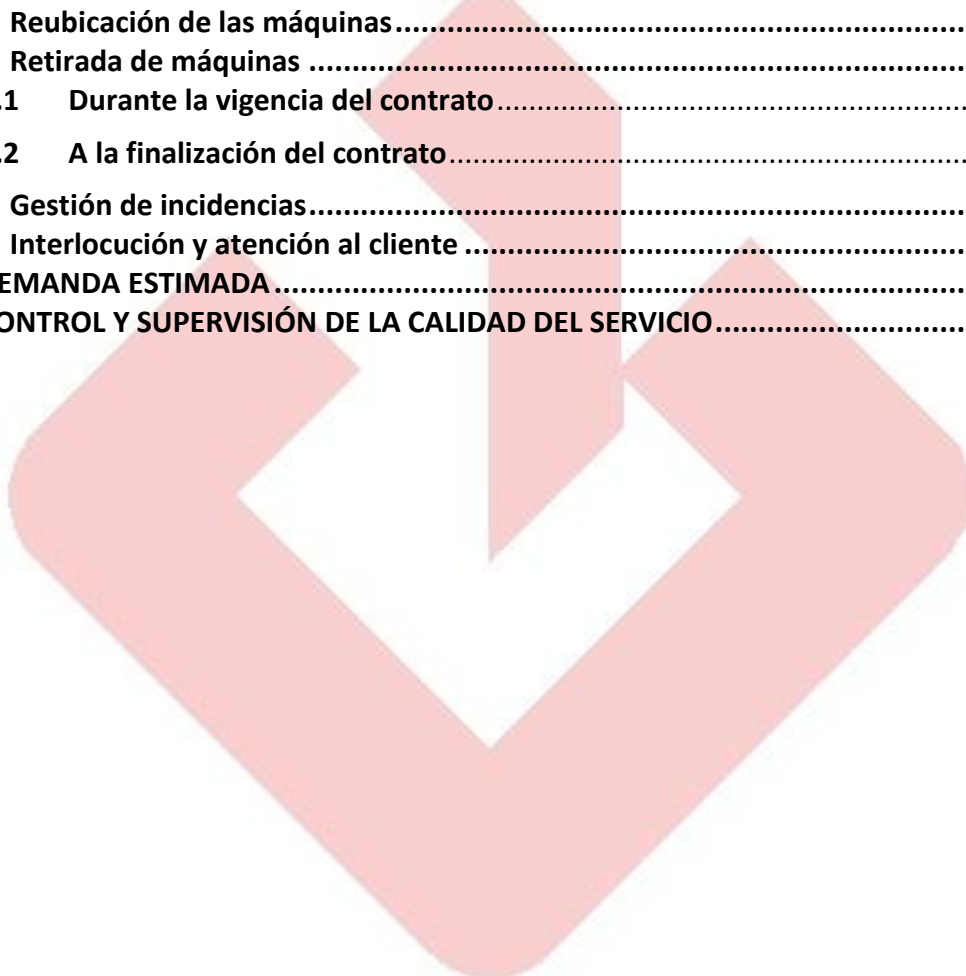 Reubicación de las máquinas........................................................................
Retirada de máquinas ........................................................................
.1 Durante la vigencia del contrato........................................................................
.2 A la finalización del contrato........................................................................
Gestión de incidencias........................................................................
Interlocución y atención al cliente ........................................................................
EMANDA ESTIMADA........................................................................
ONTROL Y SUPERVISIÓN DE LA CALIDAD DEL SERVICIO..............................